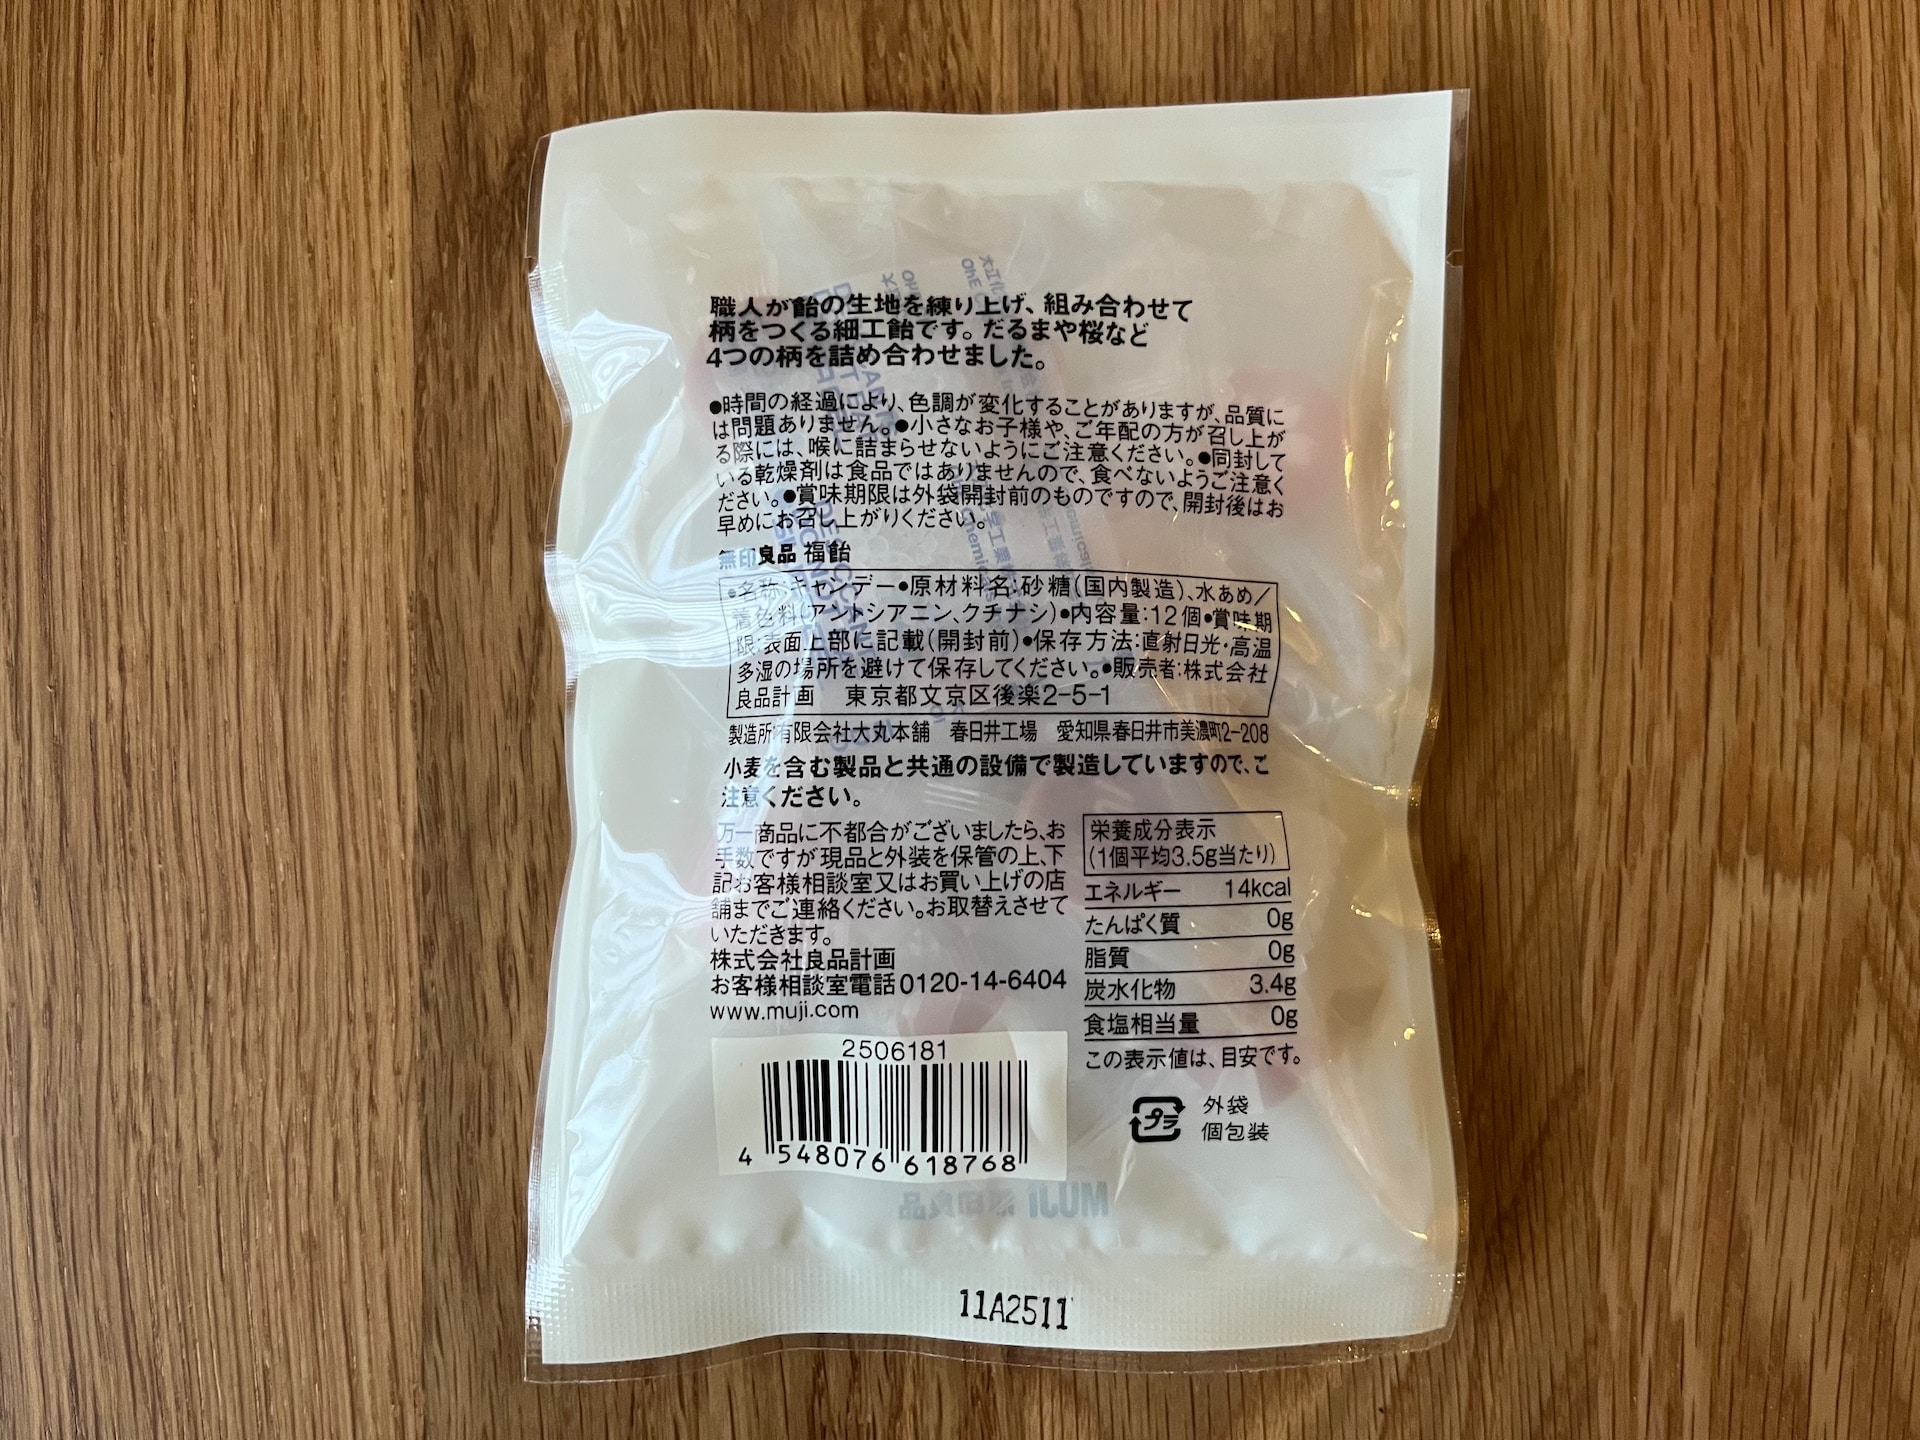 職人が飴の生地を練り上げ、組み合わせて
柄をつくる細工飴です。だるまや桜など
4つの柄を詰め合わせました。
●時間の経過により、色調が変化することがありますが、品質に
は問題ありません。●小さなお子様や、ご年配の方が召し上が
る際には、喉に詰まらせないようにご注意ください。●同封して
いる乾燥剤は食品ではありませんので、食べないようご注意く
ださい。●賞味期限は外袋開封前のものですので、開封後はお
早めにお召し上がりください。
無印良品 福飴
●名称:キャンデー●原材料名:砂糖(国内製造)、水あめ/
着色料(アントシアニン、クチナシ)●内容量:12個●賞味期
限:表面上部に記載(開封前)●保存方法:直射日光・高温
多湿の場所を避けて保存してください。●販売者:株式会社
良品計画 東京都文京区後楽2-5-1
製造所:有限会社大丸本舗 春日井工場 愛知県春日井市美濃町2-208
小麦を含む製品と共通の設備で製造していますので、ご
注意ください。
万一商品に不都合がございましたら、お
手数ですが現品と外装を保管の上、下
記お客様相談室又はお買い上げの店
舗までご連絡ください。お取替えさせて
いただきます。
株式会社良品計画
お客様相談室電話0120-14-6404
www.muji.com
栄養成分表示
(1個平均3.5g当たり)
エネルギー 14kcal
たんぱく質 0g
脂質 0g
炭水化物 3.4g
食塩相当量 0g
この表示値は、目安です。
2506181
4 548076 618768
プラ
外袋
個包装
MUJI 無印良品
11A2511